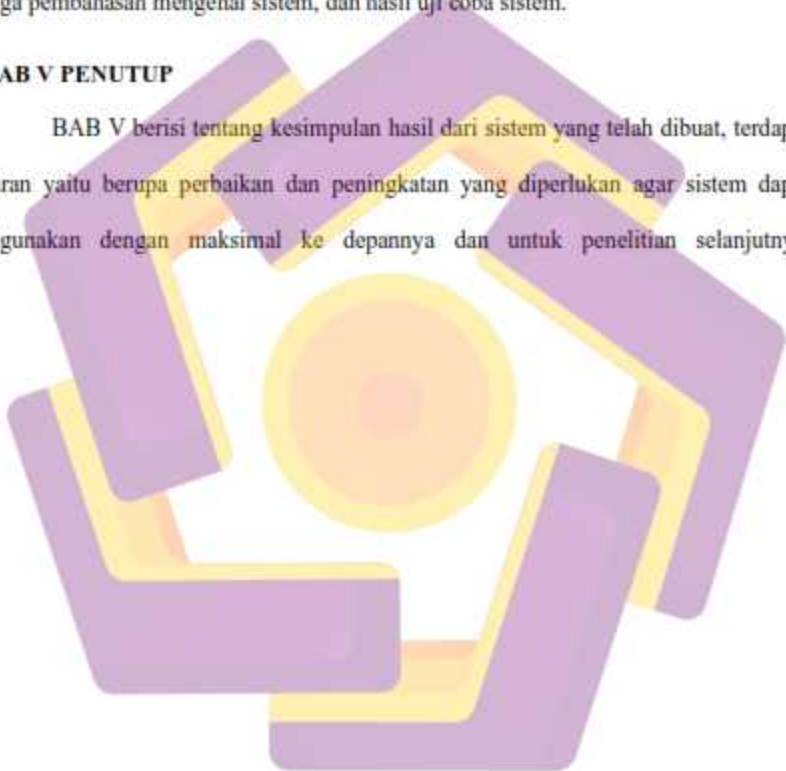 ga pembahasan mengenai sistem, dan hasil uji coba sistem.
AB V PENUTUP
BAB V berisi tentang kesimpulan hasil dari sistem yang telah dibuat, terdap
ran yaitu berupa perbaikan dan peningkatan yang diperlukan agar sistem dap
gunakan dengan maksimal ke depannya dan untuk penelitian selanjutny